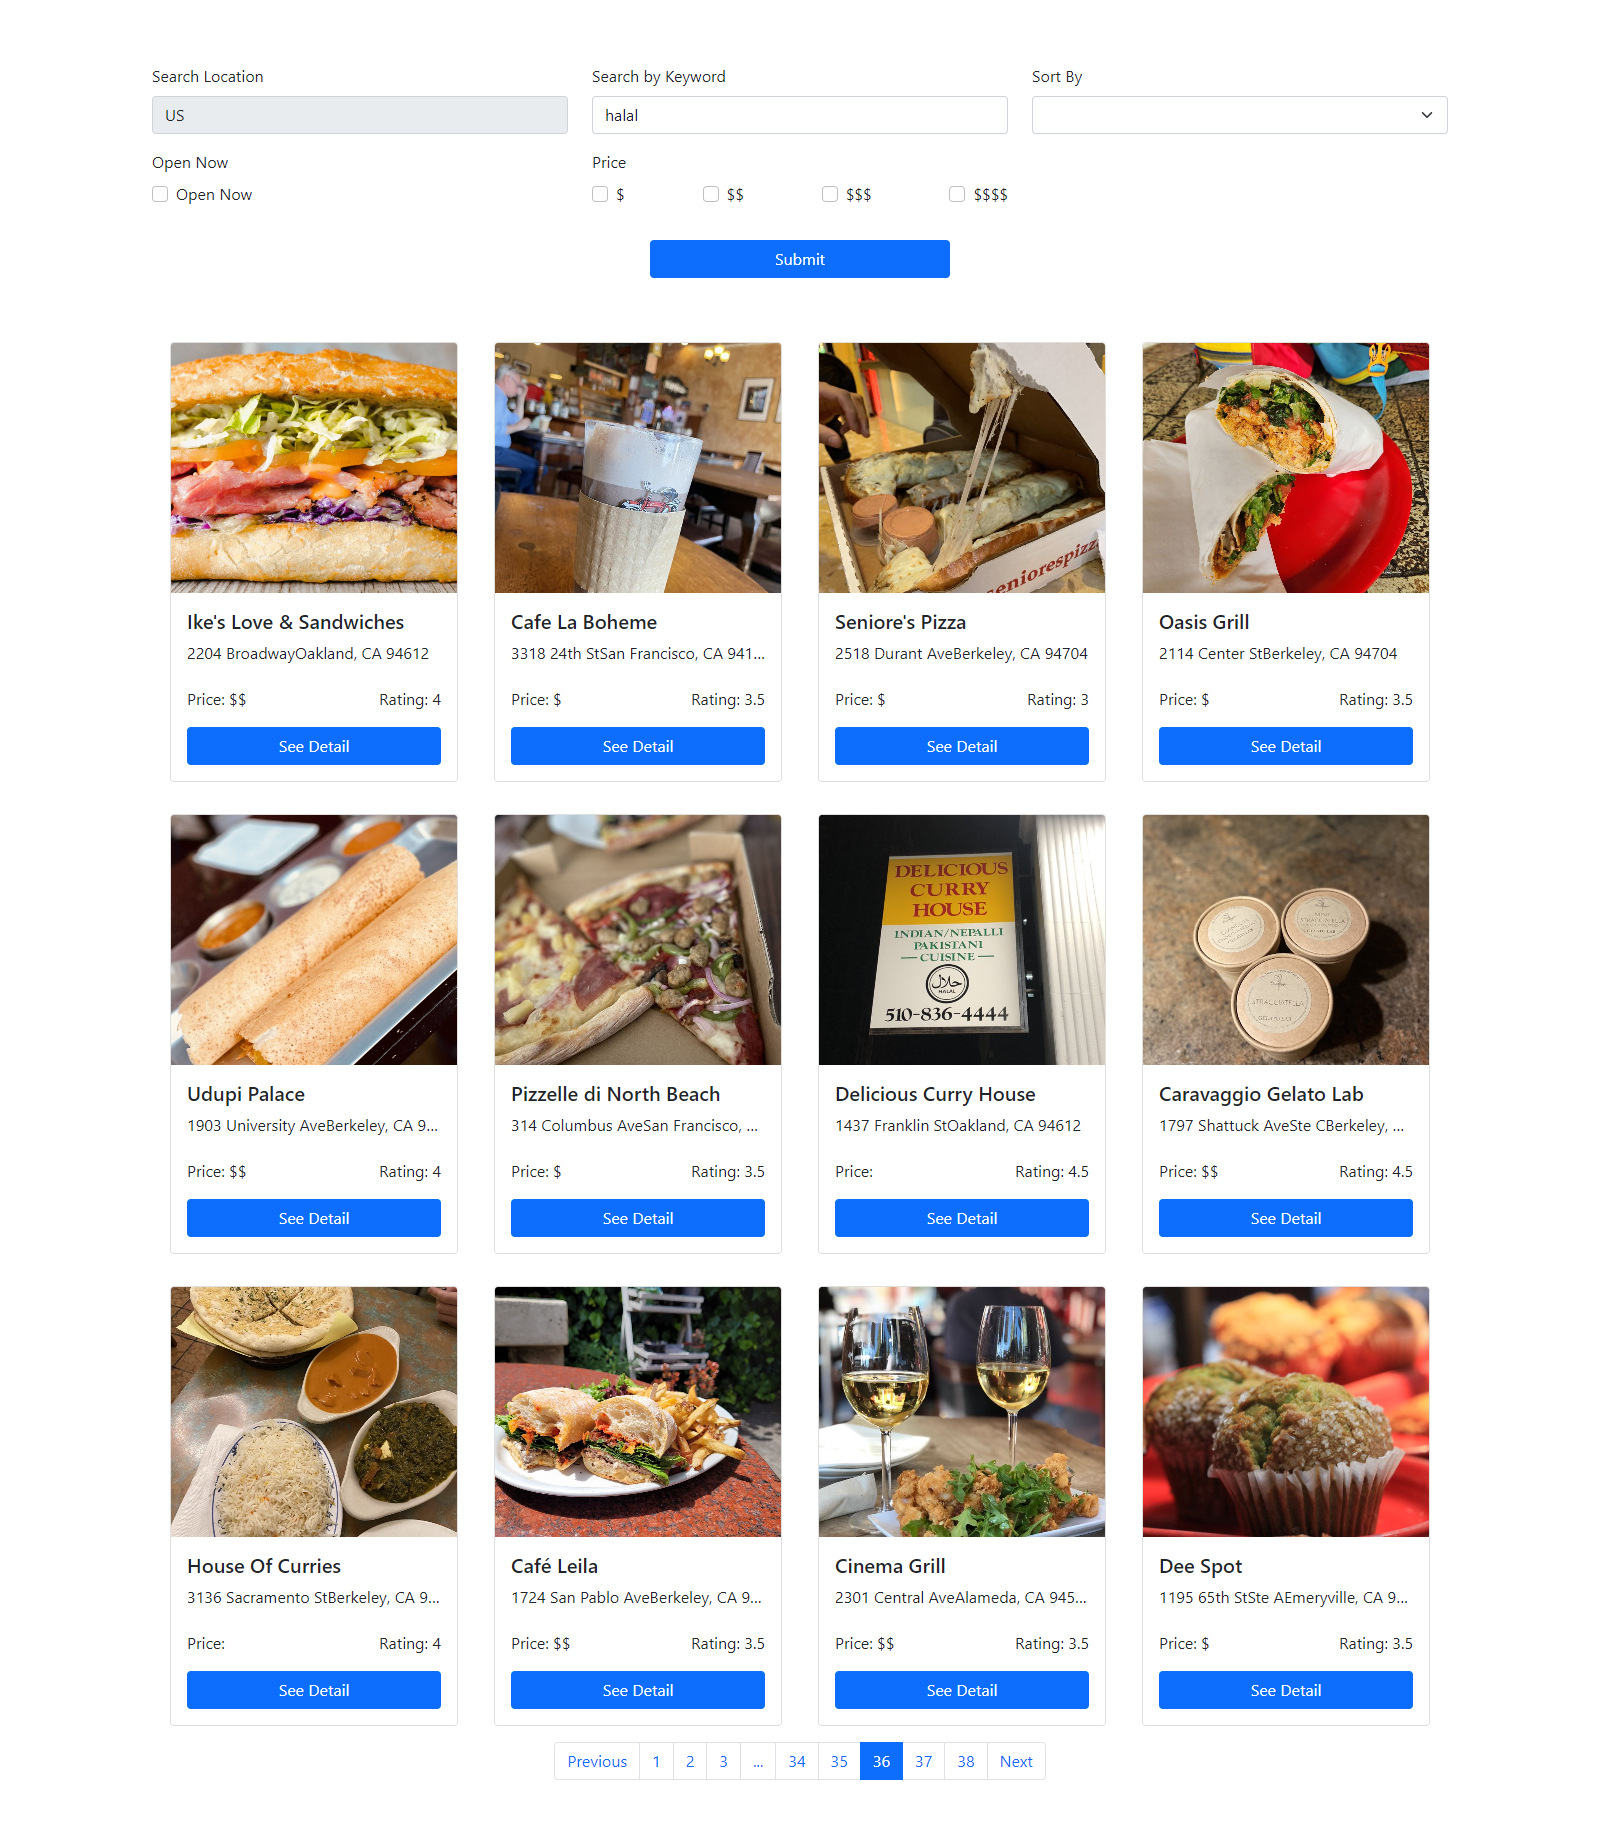 Search Location
Search by Keyword
Sort By
US
halal
Open Now
Price
Open Now
$
$$
$$$
$$$$
Submit
seniorespizza
Ike's Love & Sandwiches
2204 BroadwayOakland, CA 94612
Price: $$
Rating: 4
See Detail
Cafe La Boheme
3318 24th StSan Francisco, CA 941...
Price: $
Rating: 3.5
See Detail
Seniore's Pizza
2518 Durant AveBerkeley, CA 94704
Price: $
Rating: 3
See Detail
Oasis Grill
2114 Center StBerkeley, CA 94704
Price: $
Rating: 3.5
See Detail
DELICIOUS
CURRY
HOUSE
INDIAN/NEPALLI
PAKISTANI
CUISINE
حلال
HALAL
510-836-4444
STRACCIATELLA
Udupi Palace
1903 University AveBerkeley, CA 9...
Price: $$
Rating: 4
See Detail
Pizzelle di North Beach
314 Columbus AveSan Francisco, ...
Price: $
Rating: 3.5
See Detail
Delicious Curry House
1437 Franklin StOakland, CA 94612
Price:
Rating: 4.5
See Detail
Caravaggio Gelato Lab
1797 Shattuck AveSte CBerkeley, ...
Price: $$
Rating: 4.5
See Detail
House Of Curries
3136 Sacramento StBerkeley, CA 9...
Price:
Rating: 4
See Detail
Café Leila
1724 San Pablo AveBerkeley, CA 9...
Price: $$
Rating: 3.5
See Detail
Cinema Grill
2301 Central AveAlameda, CA 945...
Price: $$
Rating: 3.5
See Detail
Dee Spot
1195 65th StSte AEmeryville, CA 9...
Price: $
Rating: 3.5
See Detail
Previous 1 2 3 ... 34 35 36 37 38 Next